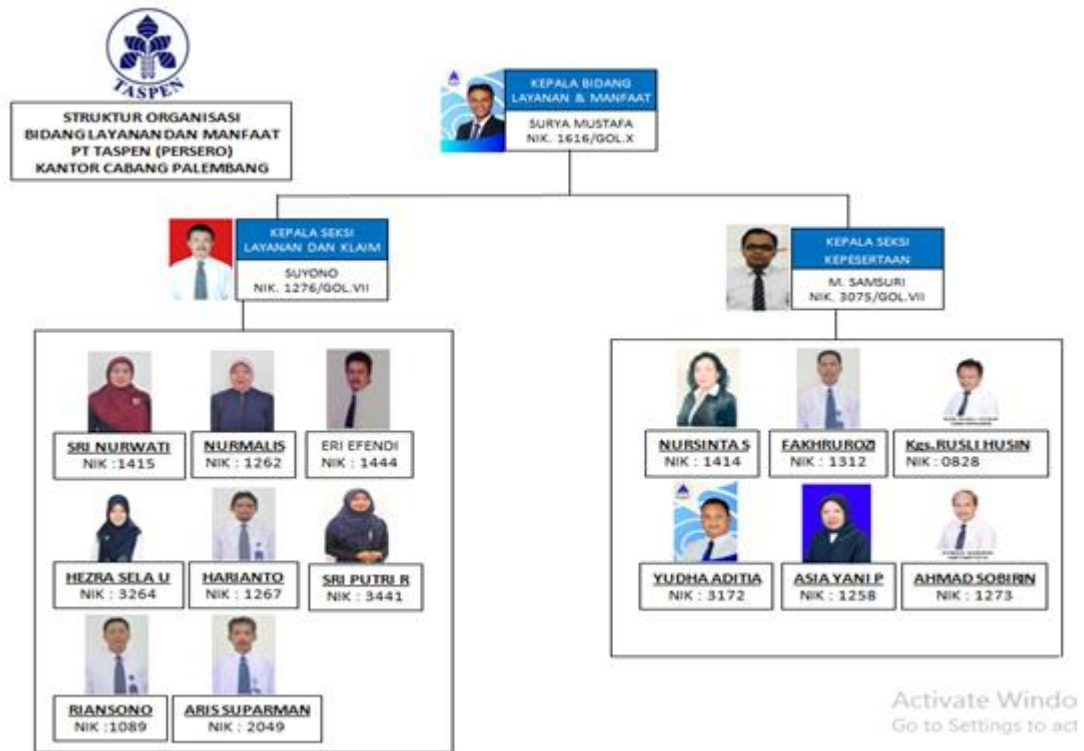 TASPEN
STRUKTUR ORGANISASI
BIDANG LAYANAN DAN MANFAAT
PT TASPEN (PERSERO)
KANTOR CABANG PALEMBANG
KEPALA BIDANG
LAYANAN & MANFAAT
SURYA MUSTAFA
NIK. 1616/GOL.X
KEPALA SEKSI
LAYANAN DAN KLAIM
SUYONO
NIK. 1276/GOL.VII
KEPALA SEKSI
KEPESERTAAN
M. SAMSURI
NIK. 3075/GOL.VII
SRI NURWATI
NIK :1415
NURMALIS
NIK : 1262
ERI EFENDI
NIK : 1444
HEZRA SELA U
NIK : 3264
HARIANTO
NIK : 1267
SRI PUTRI R
NIK : 3441
RIANSONO
NIK :1089
ARIS SUPARMAN
NIK : 2049
NURSINTA S
NIK : 1414
FAKHRUROZI
NIK : 1312
Kgs.RUSLI HUSIN
NIK :0828
YUDHA ADITIA
NIK : 3172
ASIA YANI P
NIK : 1258
AHMAD SOBIRIN
NIK : 1273
Activate Windo
Go to Settings to act